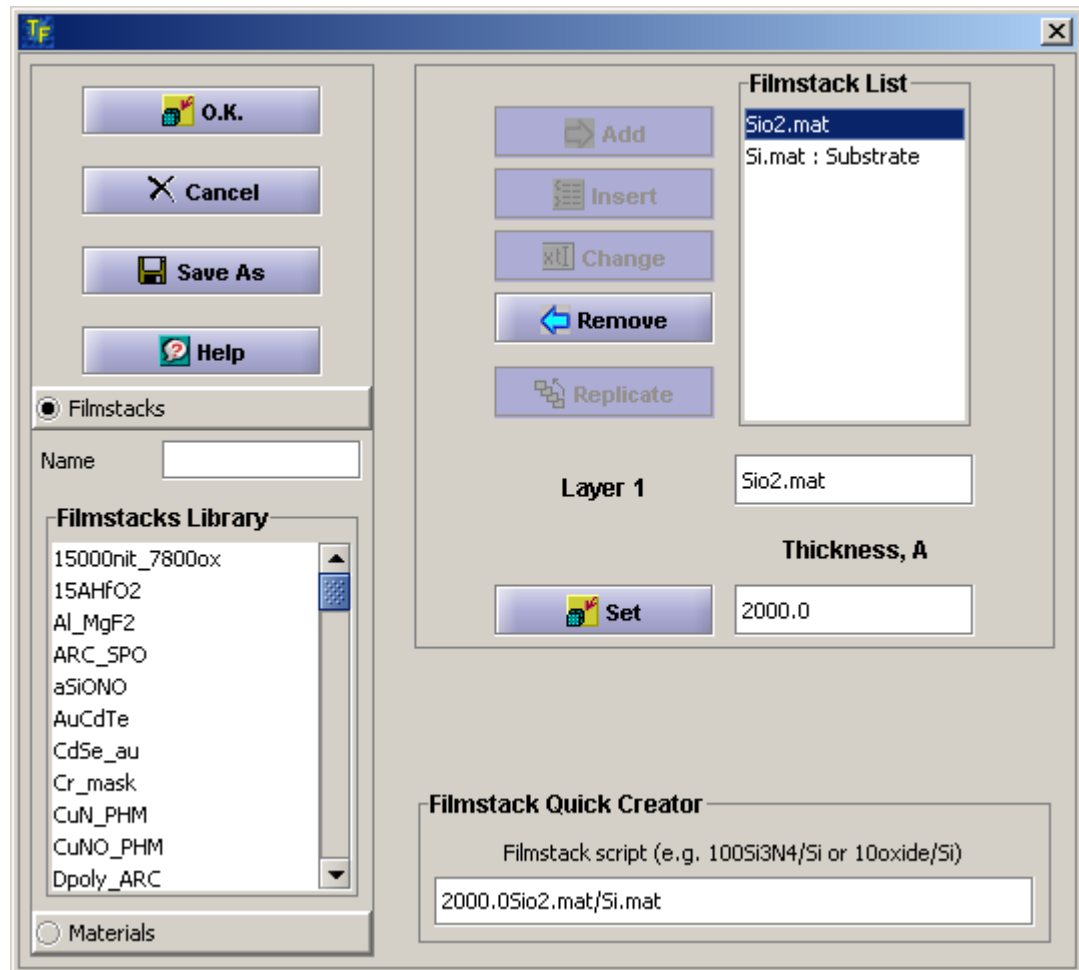 TF
O.K.
Cancel
Save As
Help
Filmstacks
Name
Filmstacks Library
15000nit_7800ox
15AHfO2
Al_MgF2
ARC_SPO
aSiONO
AuCdTe
CdSe_au
Cr_mask
CuN_PHM
CuNO_PHM
Dpoly_ARC
Materials
Filmstack List
Sio2.mat
Si.mat : Substrate
Add
Insert
xtI Change
Remove
Replicate
Layer 1
Sio2.mat
Thickness, A
Set
2000.0
Filmstack Quick Creator
Filmstack script (e.g. 100Si3N4/Si or 10oxide/Si)
2000.0Sio2.mat/Si.mat